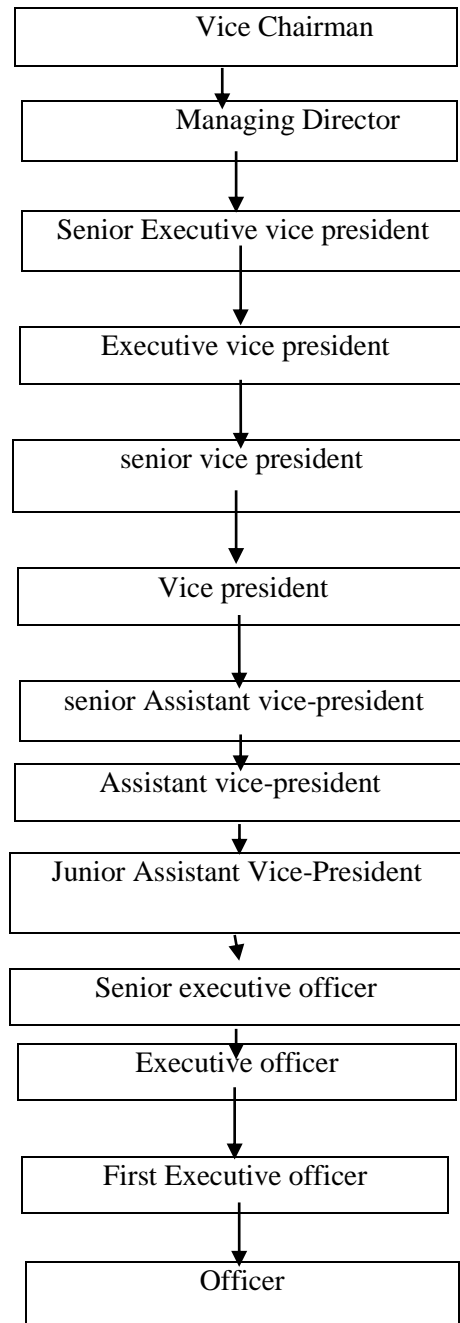 Vice Chairman
Managing Director
Senior Executive vice president
Executive vice president
senior vice president
Vice president
senior Assistant vice-president
Assistant vice-president
Junior Assistant Vice-President
Senior executive officer
Executive officer
First Executive officer
Officer